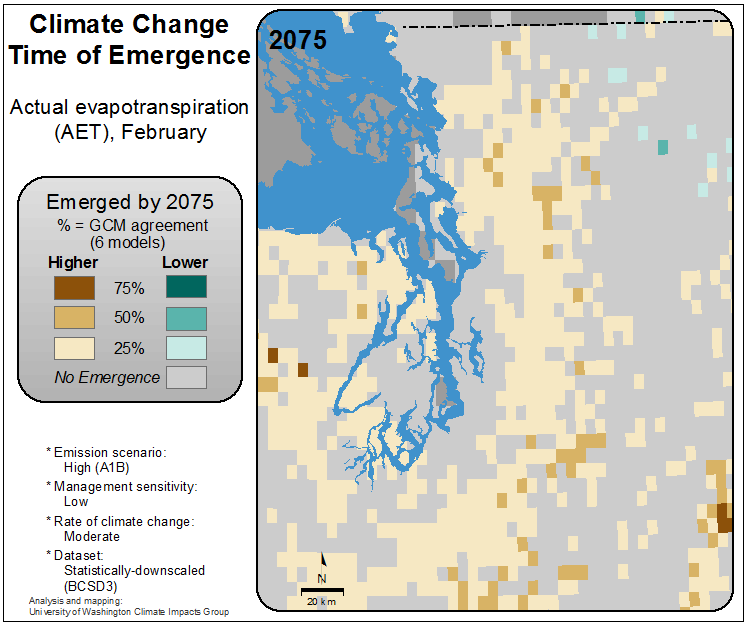 Climate Change
Time of Emergence
Actual evapotranspiration
(AET), February
Emerged by 2075
% = GCM agreement
(6 models)
Higher Lower
75%
50%
25%
No Emergence
* Emission scenario:
High (A1B)
* Management sensitivity:
Low
* Rate of climate change:
Moderate
* Dataset:
Statistically-downscaled
(BCSD3)
Analysis and mapping:
University of Washington Climate Impacts Group
2075
N
20 km